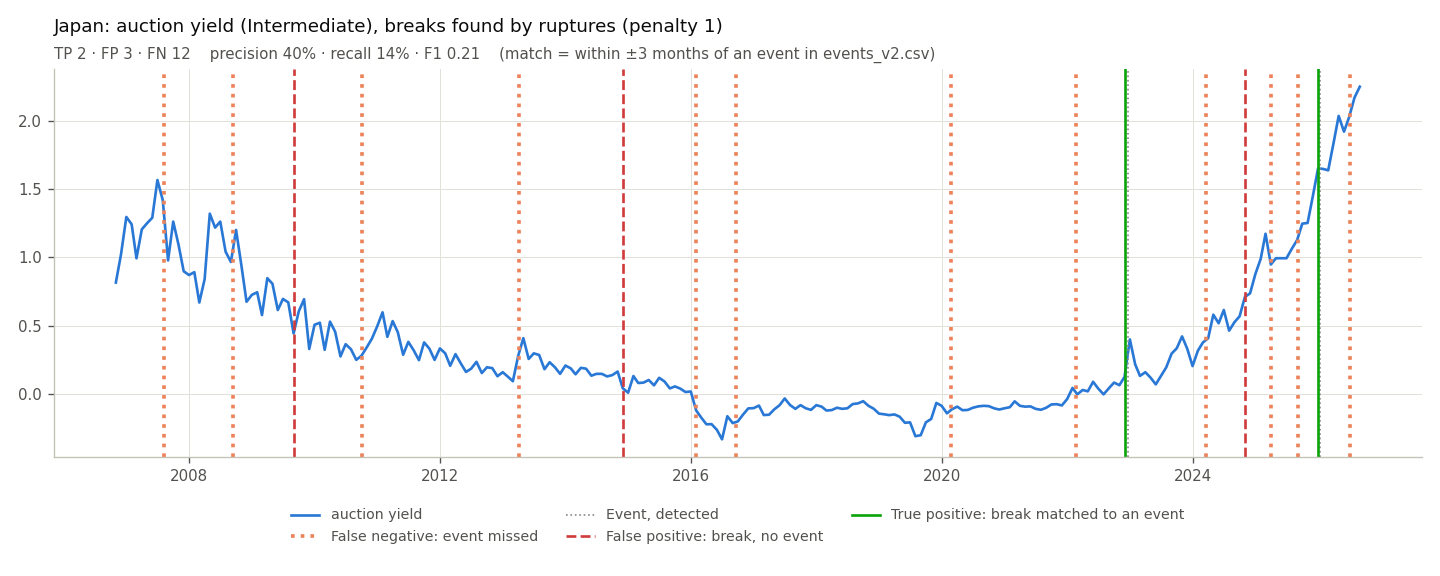 Japan: auction yield (Intermediate), breaks found by ruptures (penalty 1)
TP 2 · FP 3 · FN 12    precision 40% · recall 14% · F1 0.21    (match = within ±3 months of an event in events_v2.csv)
2.0
1.5
1.0
0.5
0.0
2008 2012 2016 2020 2024
auction yield Event, detected True positive: break matched to an event
False negative: event missed False positive: break, no event